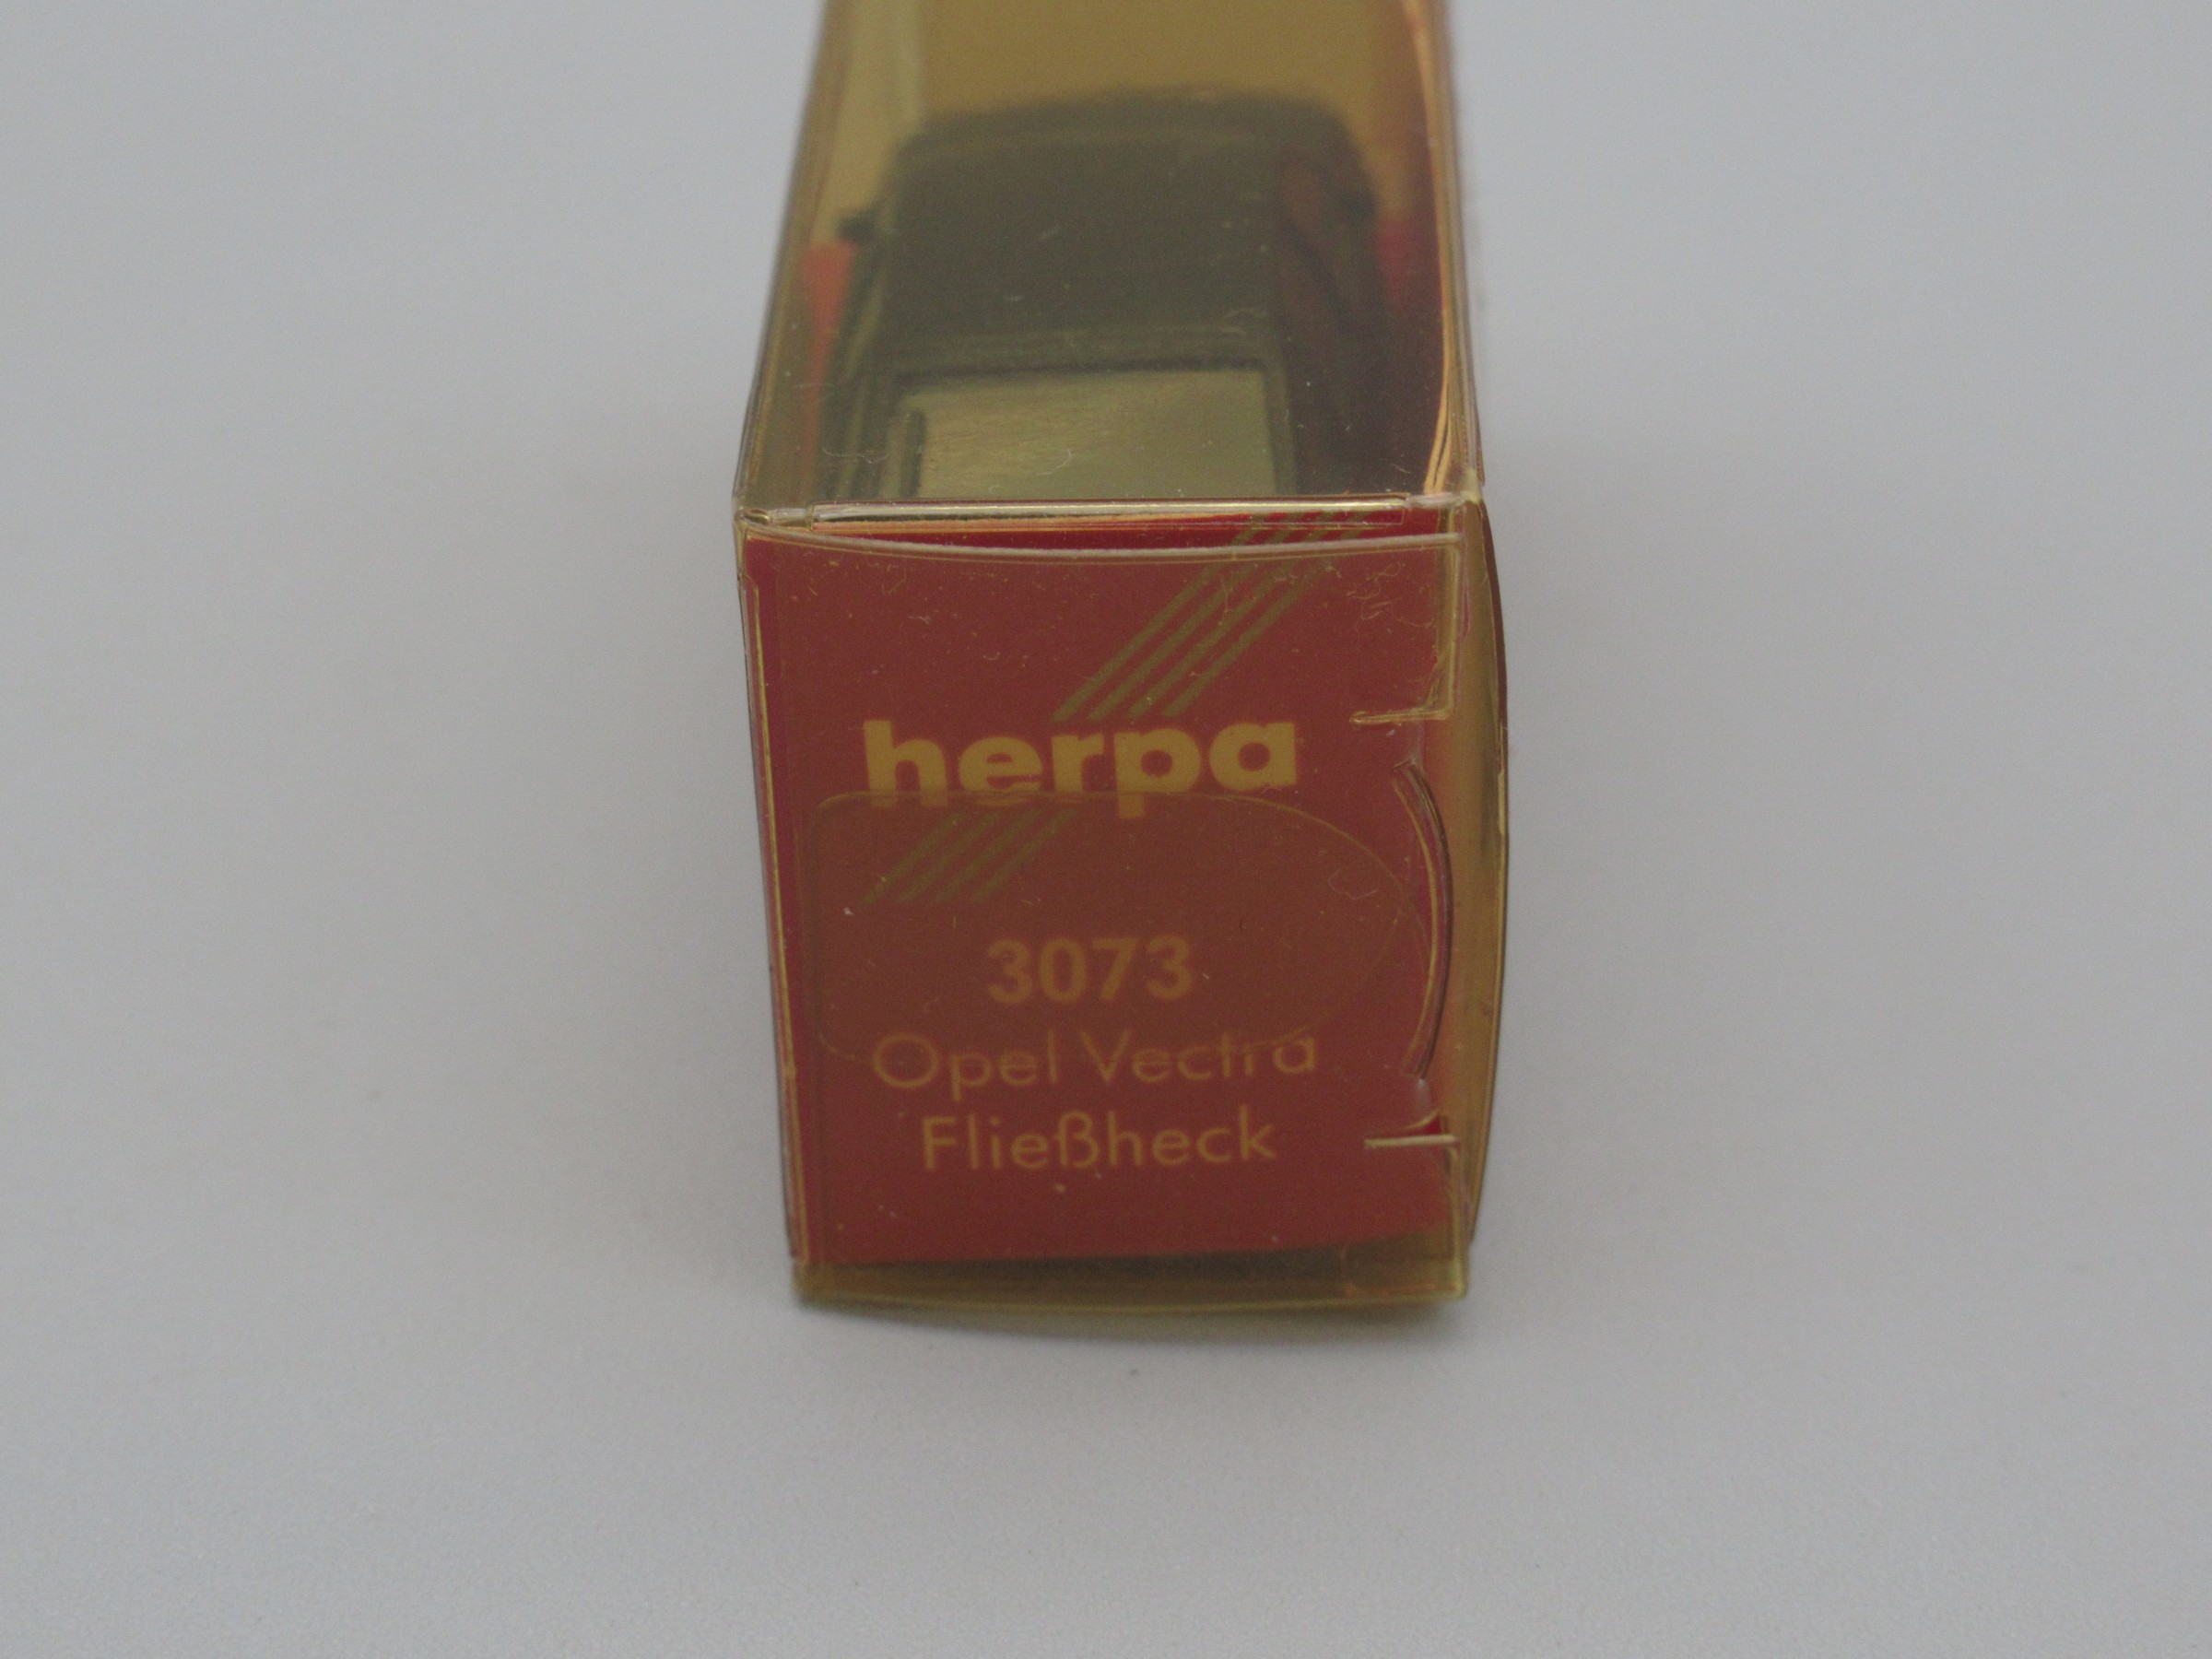 herpa
3073
Opel Vectra
Fließheck